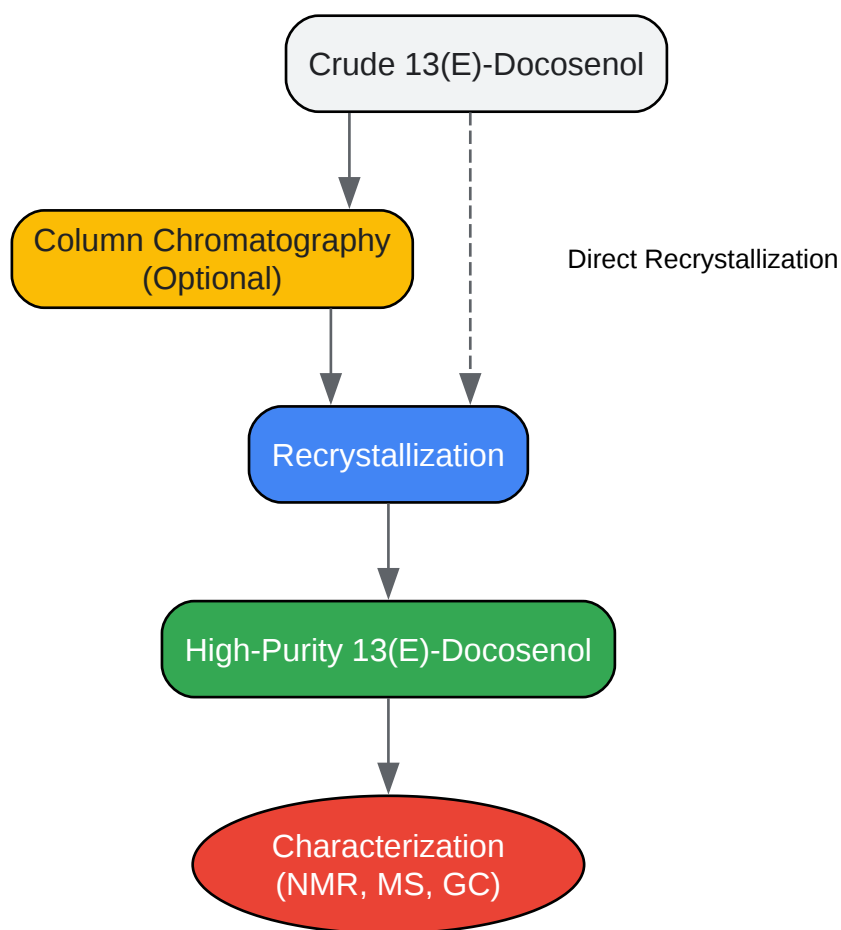 Crude 13(E)-Docosenol
Column Chromatography
(Optional)
Direct Recrystallization
Recrystallization
High-Purity 13(E)-Docosenol
Characterization
(NMR, MS, GC)